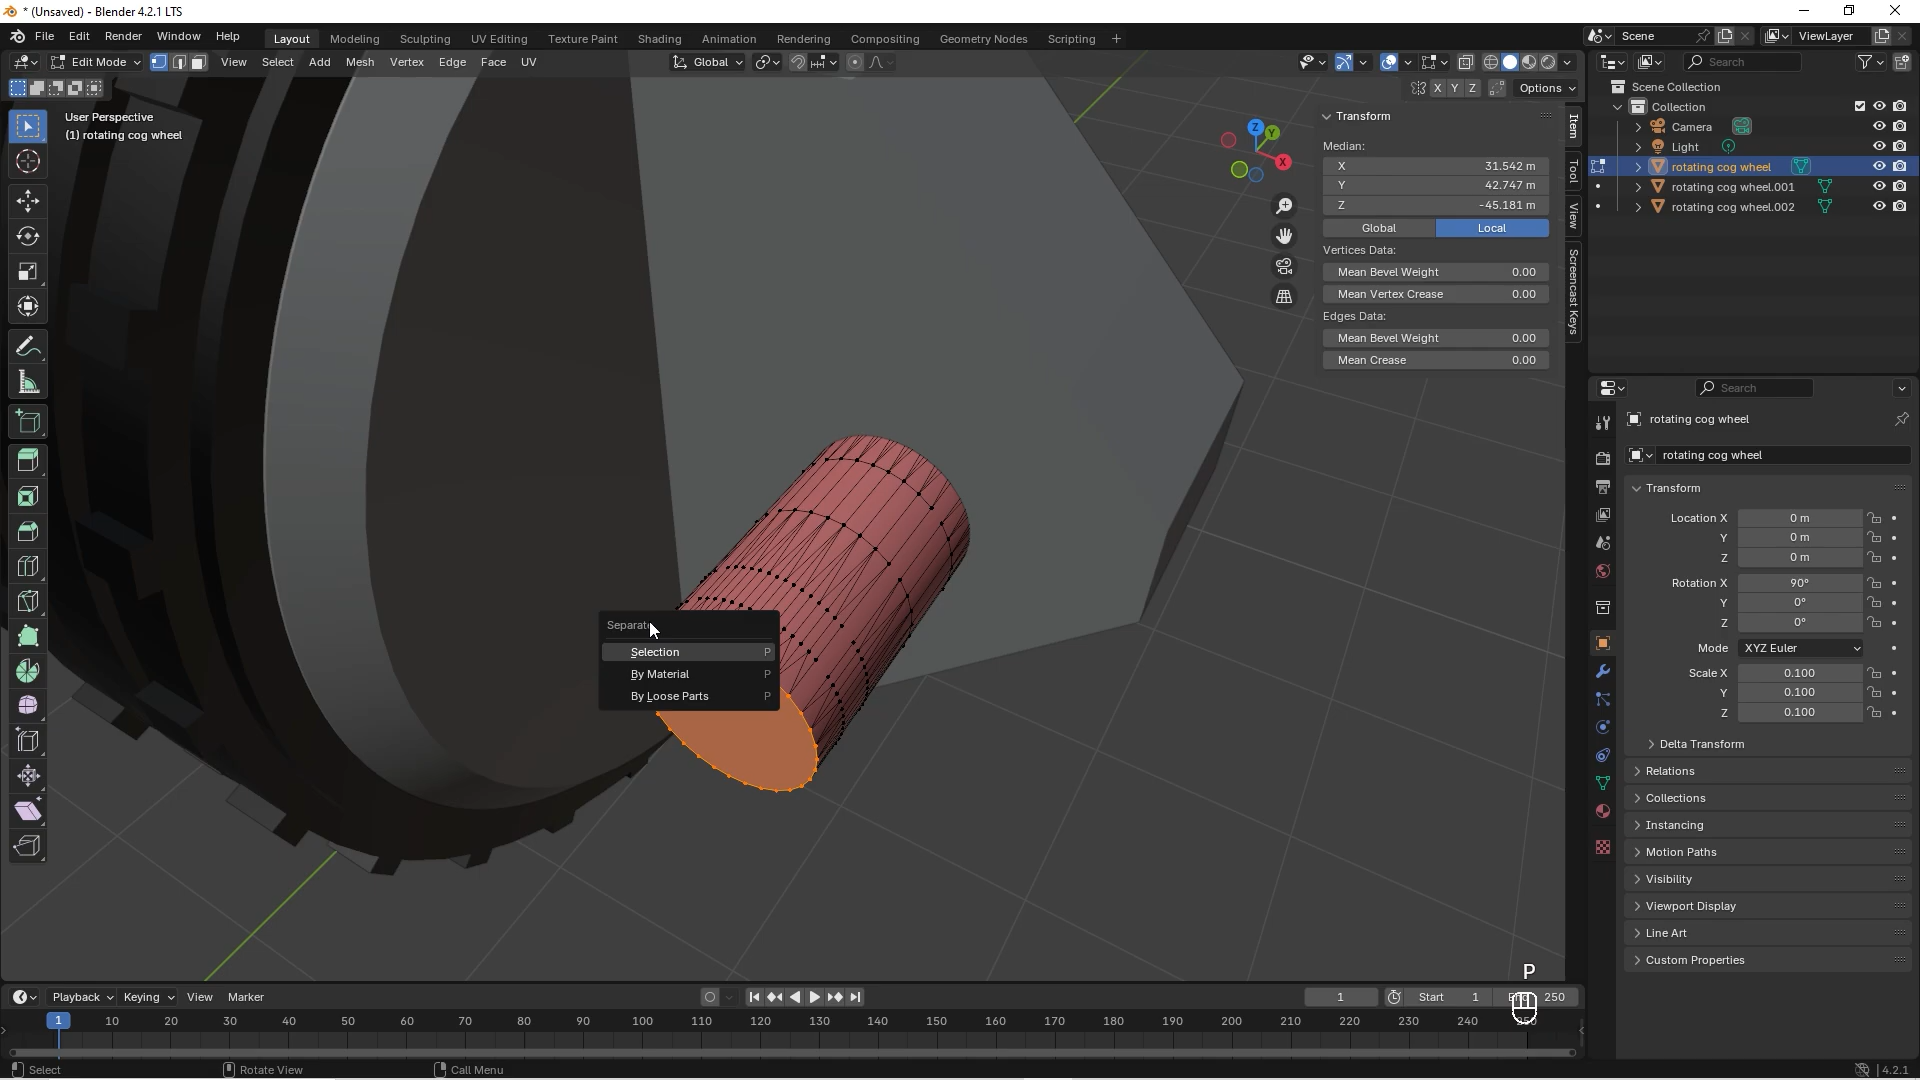 * (Unsaved) - Blender 4.2.1 LTS
File Edit Render Window Help Layout Modeling Sculpting UV Editing Texture Paint Shading Animation Rendering Compositing Geometry Nodes Scripting + Scene ViewLayer
Edit Mode View Select Add Mesh Vertex Edge Face UV Global Search
X Y Z Options
User Perspective
(1) rotating cog wheel
Z Y X
Transform
Median:
X 31.542 m
Y 42.747 m
Z -45.181 m
Global Local
Vertices Data:
Mean Bevel Weight 0.00
Mean Vertex Crease 0.00
Edges Data:
Mean Bevel Weight 0.00
Mean Crease 0.00
Item
Tool
View
Screencast Keys
Scene Collection
Collection
Camera
Light
rotating cog wheel
rotating cog wheel.001
rotating cog wheel.002
Search
rotating cog wheel
rotating cog wheel
Transform
Location X 0 m
Y 0 m
Z 0 m
Rotation X 90°
Y 0°
Z 0°
Mode XYZ Euler
Scale X 0.100
Y 0.100
Z 0.100
Delta Transform
Relations
Collections
Instancing
Motion Paths
Visibility
Viewport Display
Line Art
Custom Properties
Selection P
By Material P
By Loose Parts P
P
Playback Keying View Marker 1 Start 1 250
1 10 20 30 40 50 60 70 80 90 100 110 120 130 140 150 160 170 180 190 200 210 220 230 240
Select Rotate View Call Menu 4.2.1